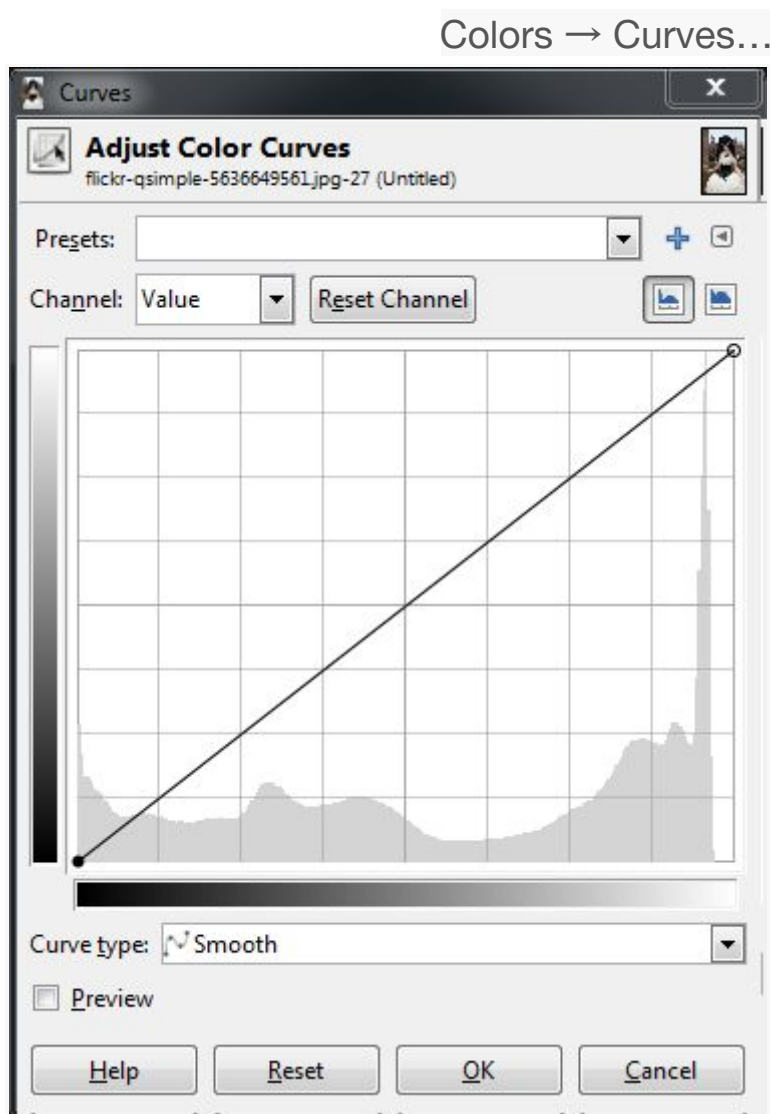 Colors → Curves...
Curves
Adjust Color Curves
flickr-qsimple-5636649561.jpg-27 (Untitled)
Presets:
Channel: Value Reset Channel
Curve type: Smooth
Preview
Help Reset OK Cancel